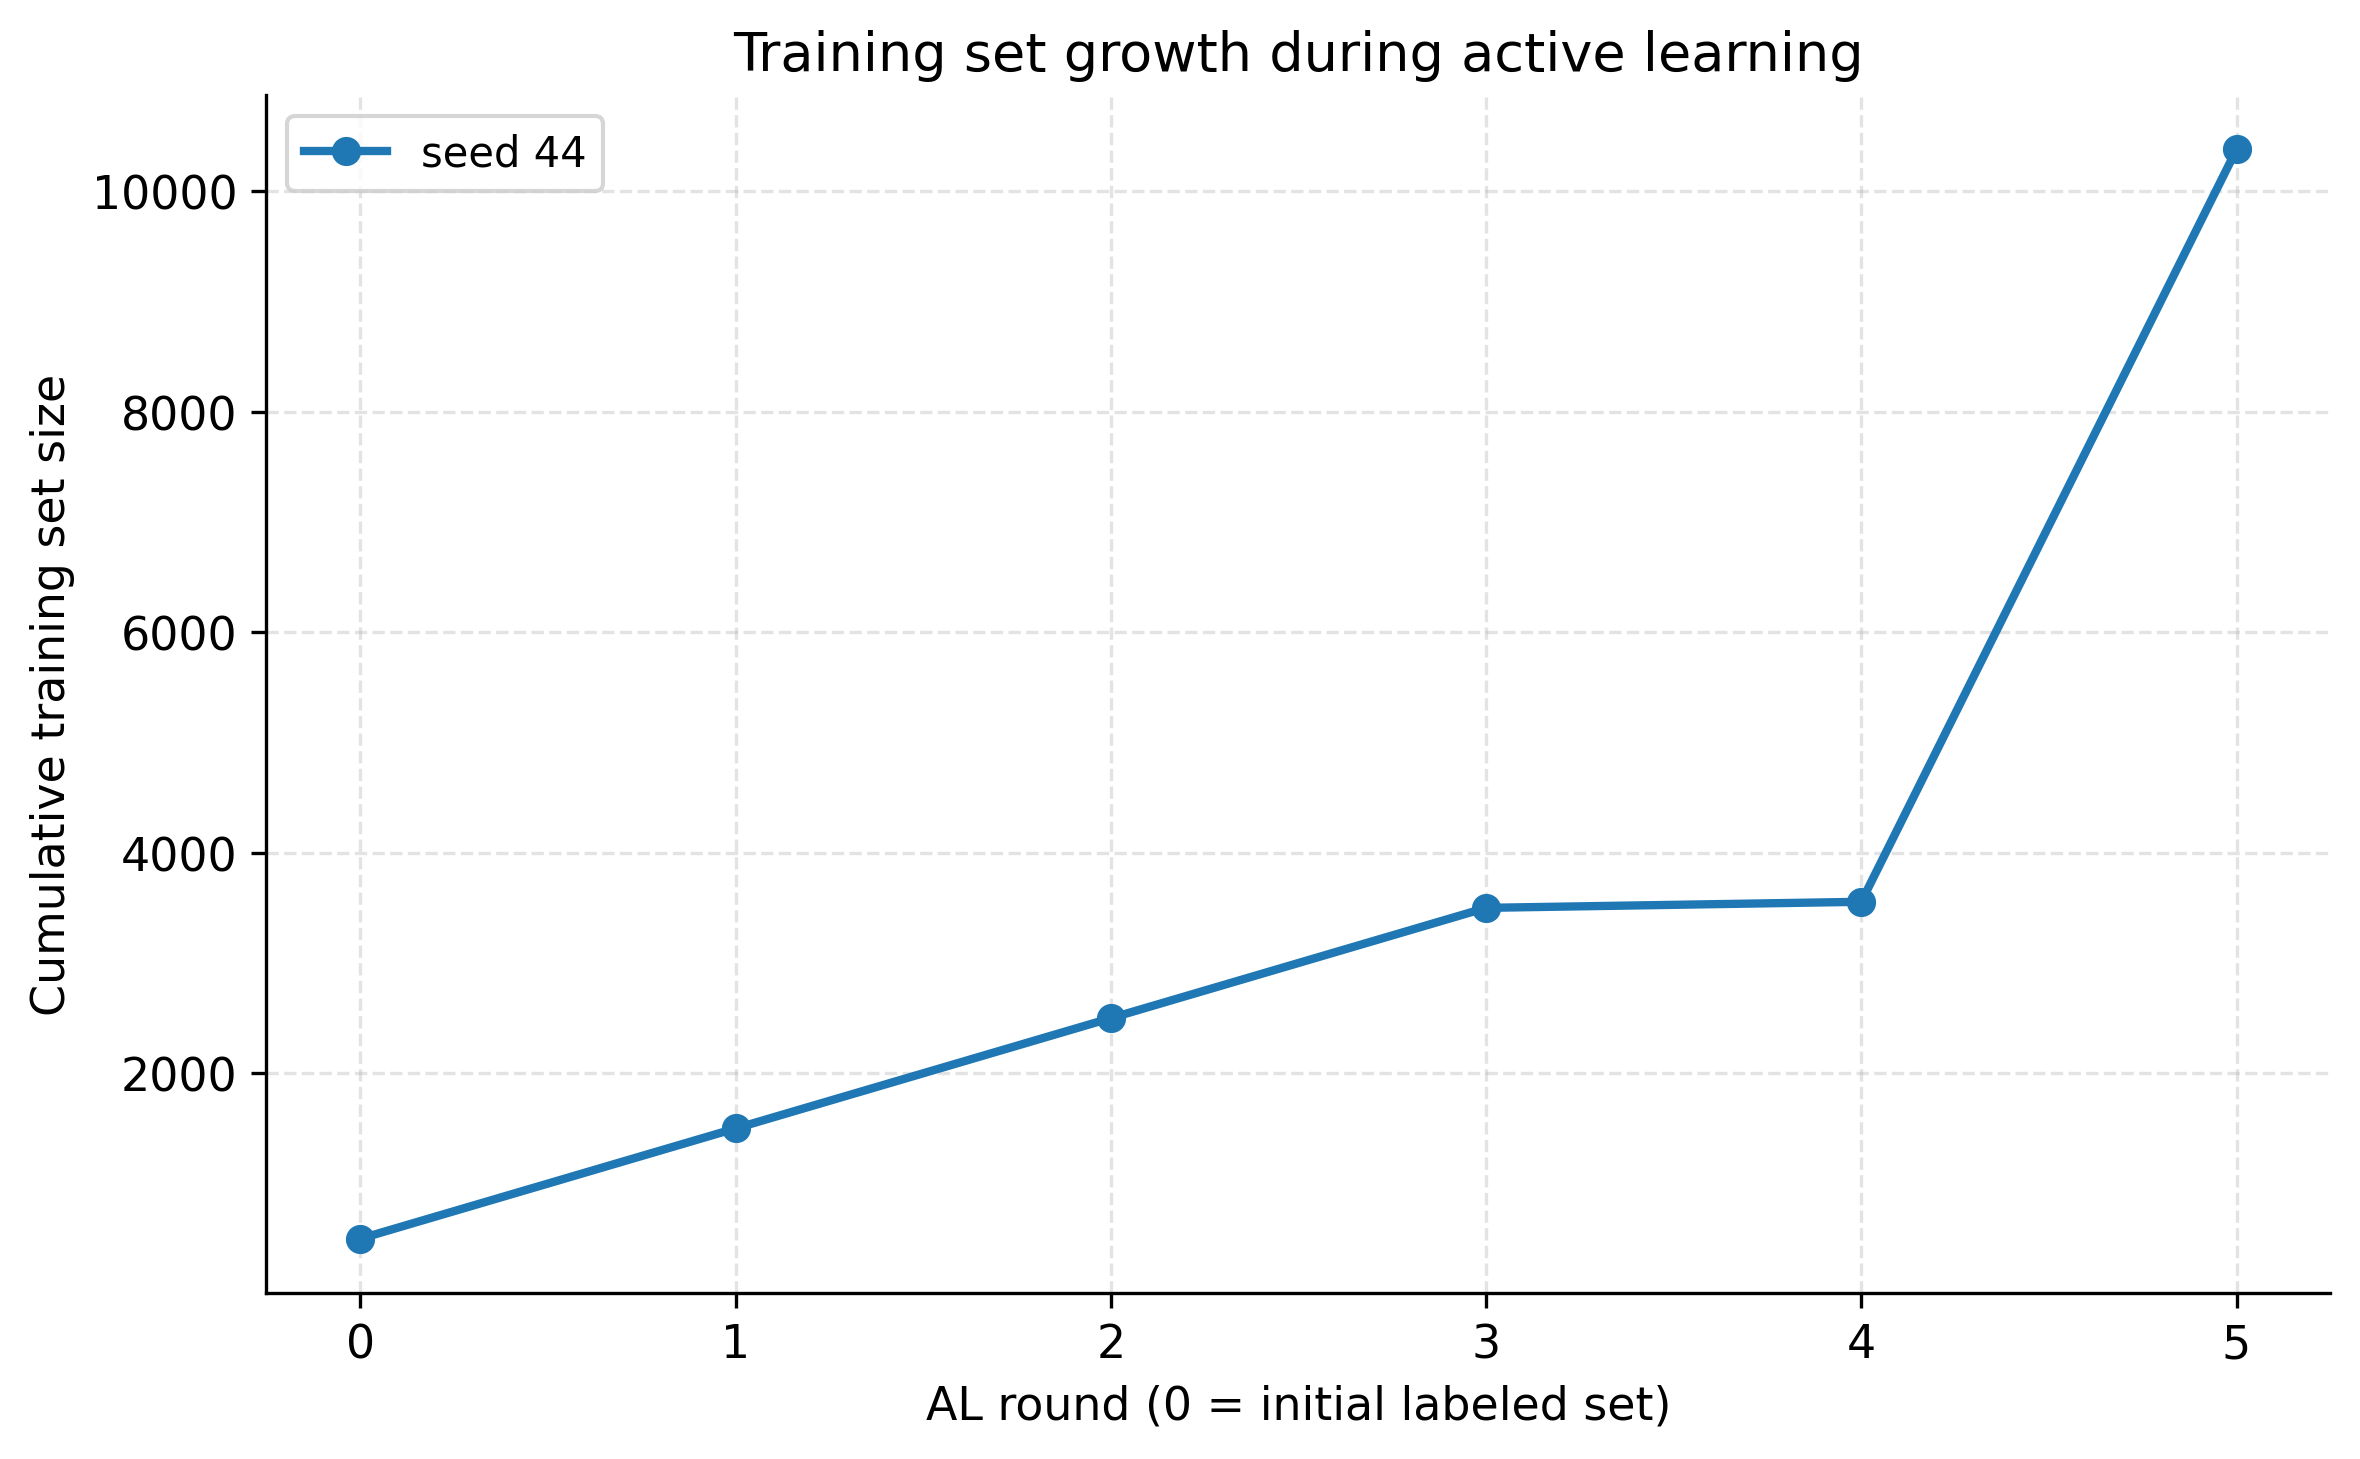 Training set growth during active learning
seed 44
Cumulative training set size
10000
8000
6000
4000
2000
0 1 2 3 4 5
AL round (0 = initial labeled set)